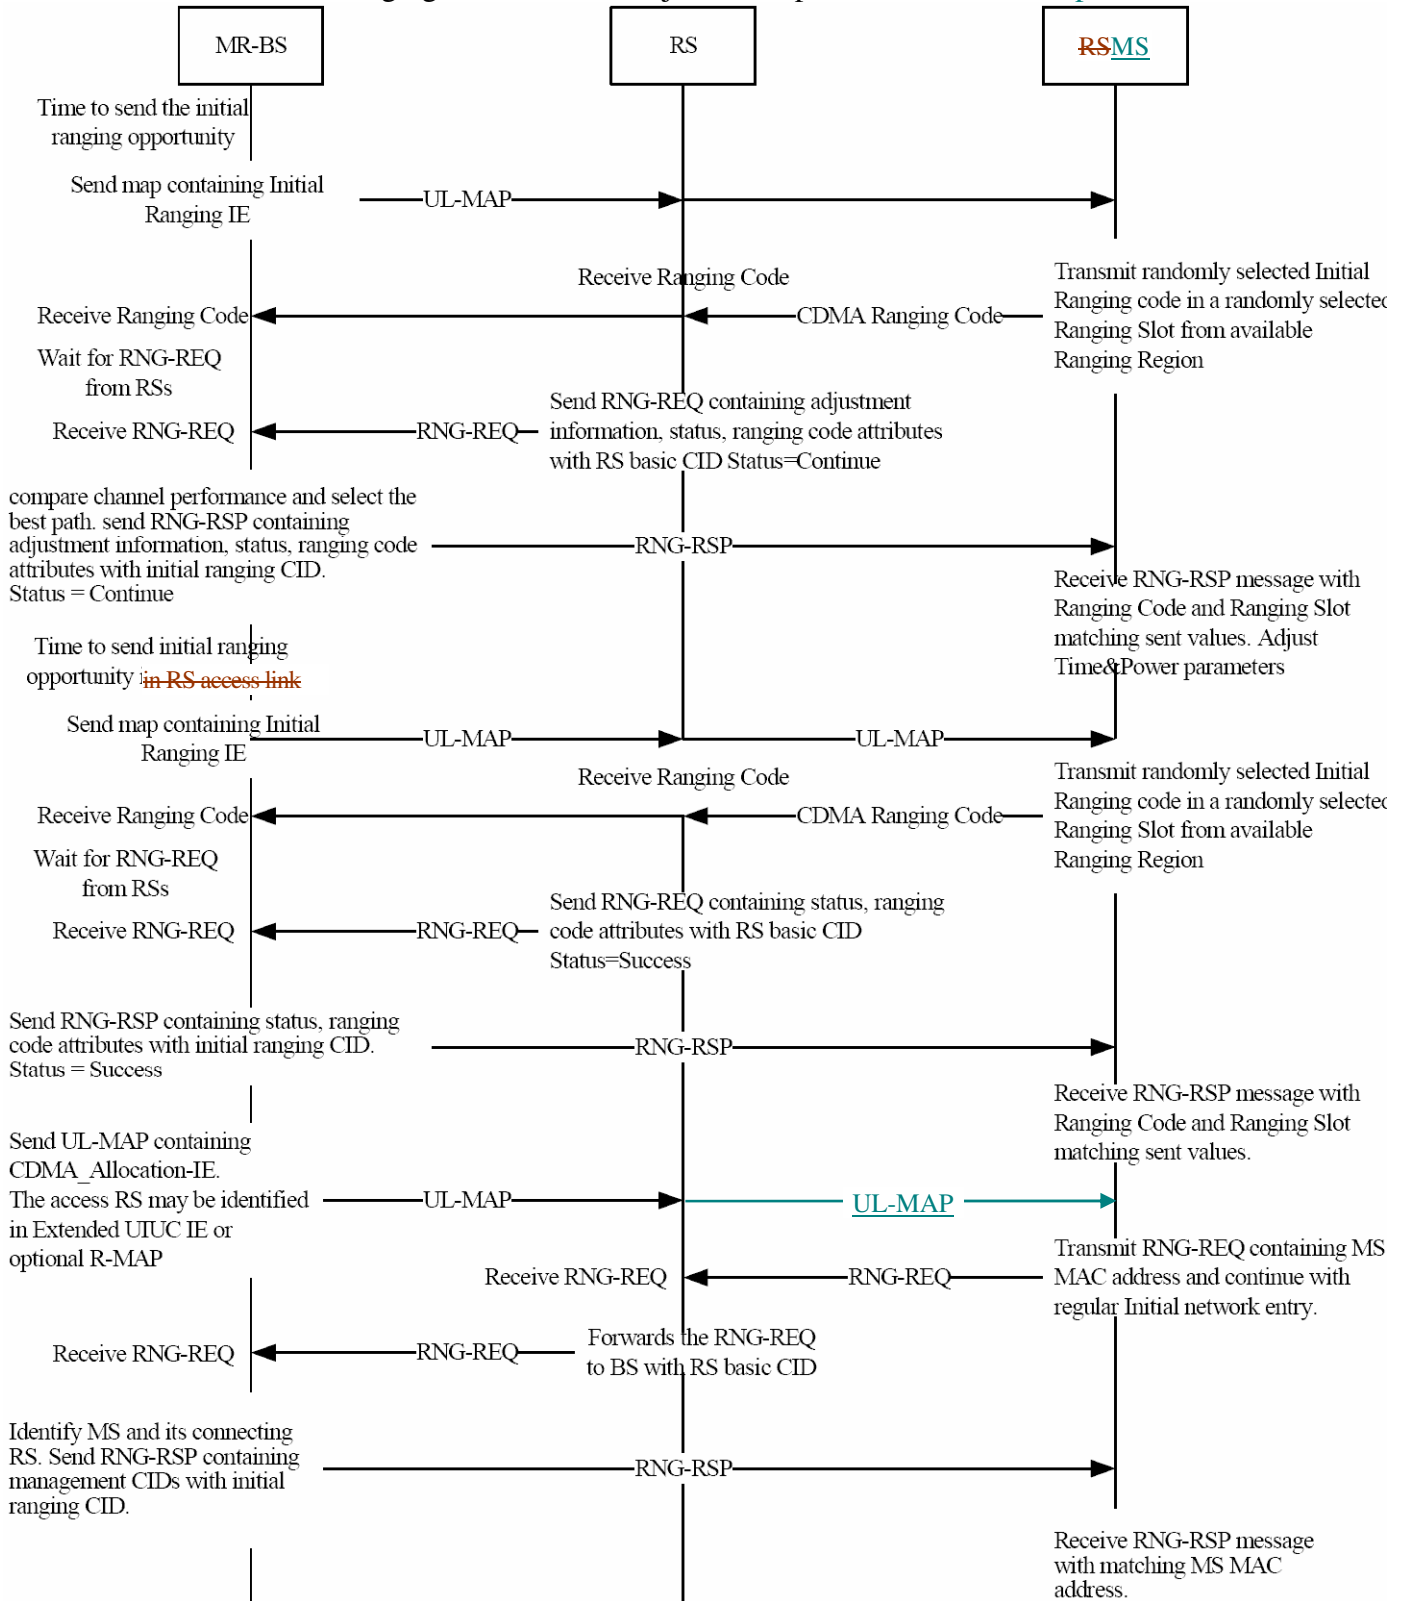 MR-BS
RS
RSMS
Time to send the initial
ranging opportunity
Send map containing Initial
Ranging IE
UL-MAP
Receive Ranging Code
Transmit randomly selected Initial
Ranging code in a randomly selected
Ranging Slot from available
Ranging Region
Receive Ranging Code
CDMA Ranging Code
Wait for RNG-REQ
from RSs
Send RNG-REQ containing adjustment
information, status, ranging code attributes
with RS basic CID Status=Continue
Receive RNG-REQ
RNG-REQ
compare channel performance and select the
best path. send RNG-RSP containing
adjustment information, status, ranging code
attributes with initial ranging CID.
Status = Continue
RNG-RSP
Receive RNG-RSP message with
Ranging Code and Ranging Slot
matching sent values. Adjust
Time&Power parameters
Time to send initial ranging
opportunity in RS access link
Send map containing Initial
Ranging IE
UL-MAP
UL-MAP
Receive Ranging Code
Transmit randomly selected Initial
Ranging code in a randomly selected
Ranging Slot from available
Ranging Region
Receive Ranging Code
CDMA Ranging Code
Wait for RNG-REQ
from RSs
Send RNG-REQ containing status, ranging
code attributes with RS basic CID
Status=Success
Receive RNG-REQ
RNG-REQ
Send RNG-RSP containing status, ranging
code attributes with initial ranging CID.
Status = Success
RNG-RSP
Receive RNG-RSP message with
Ranging Code and Ranging Slot
matching sent values.
Send UL-MAP containing
CDMA_Allocation-IE.
The access RS may be identified
in Extended UIUC IE or
optional R-MAP
UL-MAP
UL-MAP
Transmit RNG-REQ containing MS
MAC address and continue with
regular Initial network entry.
Receive RNG-REQ
RNG-REQ
Forwards the RNG-REQ
to BS with RS basic CID
Receive RNG-REQ
RNG-REQ
Identify MS and its connecting
RS. Send RNG-RSP containing
management CIDs with initial
ranging CID.
RNG-RSP
Receive RNG-RSP message
with matching MS MAC
address.